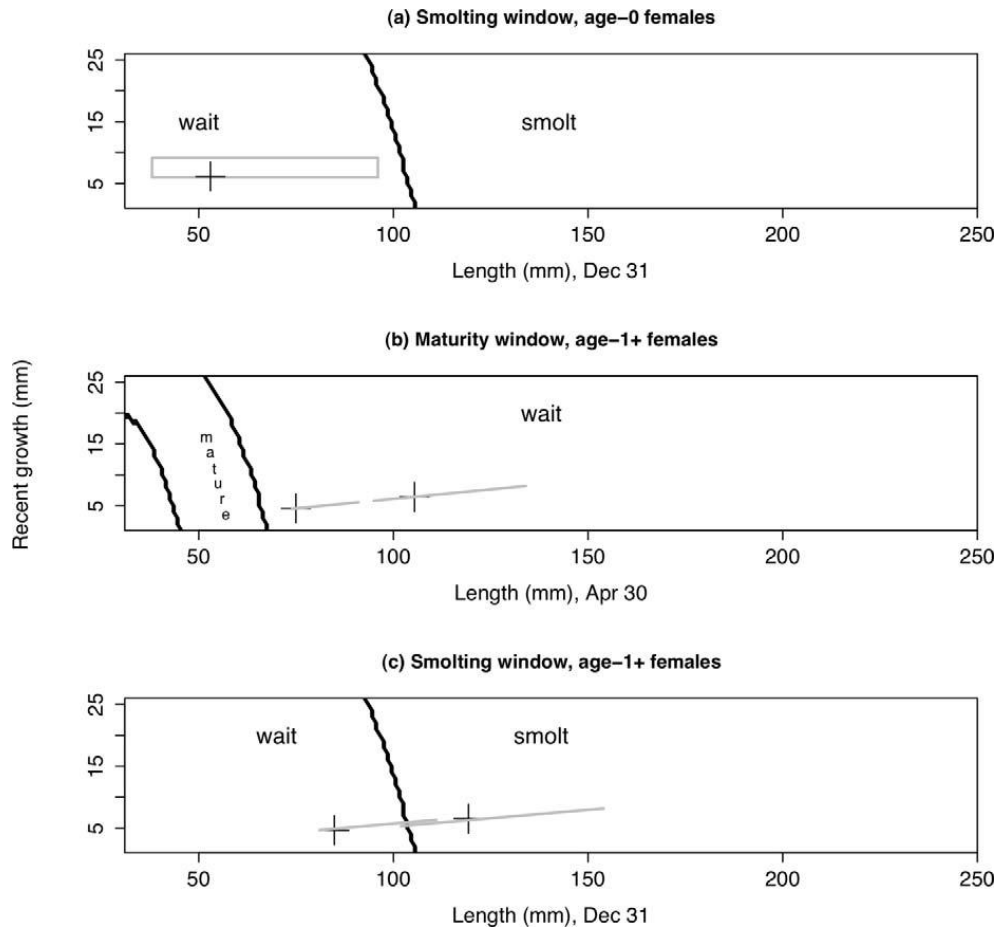 (a) Smolting window, age−0 females
25
15
5
wait
smolt
50 100 150 200 250
Length (mm), Dec 31
(b) Maturity window, age−1+ females
Recent growth (mm)
25
15
5
mature
wait
50 100 150 200 250
Length (mm), Apr 30
(c) Smolting window, age−1+ females
25
15
5
wait
smolt
50 100 150 200 250
Length (mm), Dec 31